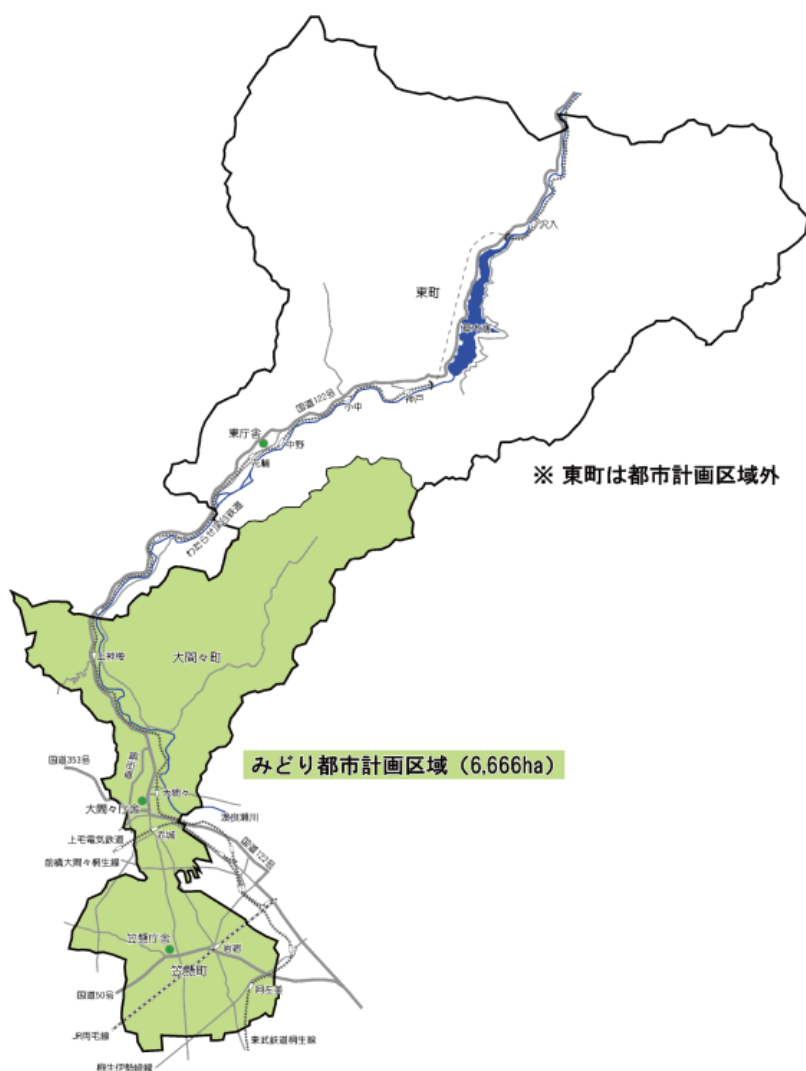 沢入
東町
草木湖
国道122号
小中
神戸
東庁舎
中野
花輪
※ 東町は都市計画区域外
わたらせ渓谷鉄道
上神梅
大間々町
みどり都市計画区域(6,666ha)
国道353号
大間々
大間々庁舎
渡良瀬川
上毛電気鉄道
赤城
国道122号
前橋大間々桐生線
笠懸庁舎
岩宿
笠懸町
国道50号
阿左美
JR両毛線
東武鉄道桐生線
桐生伊勢崎線